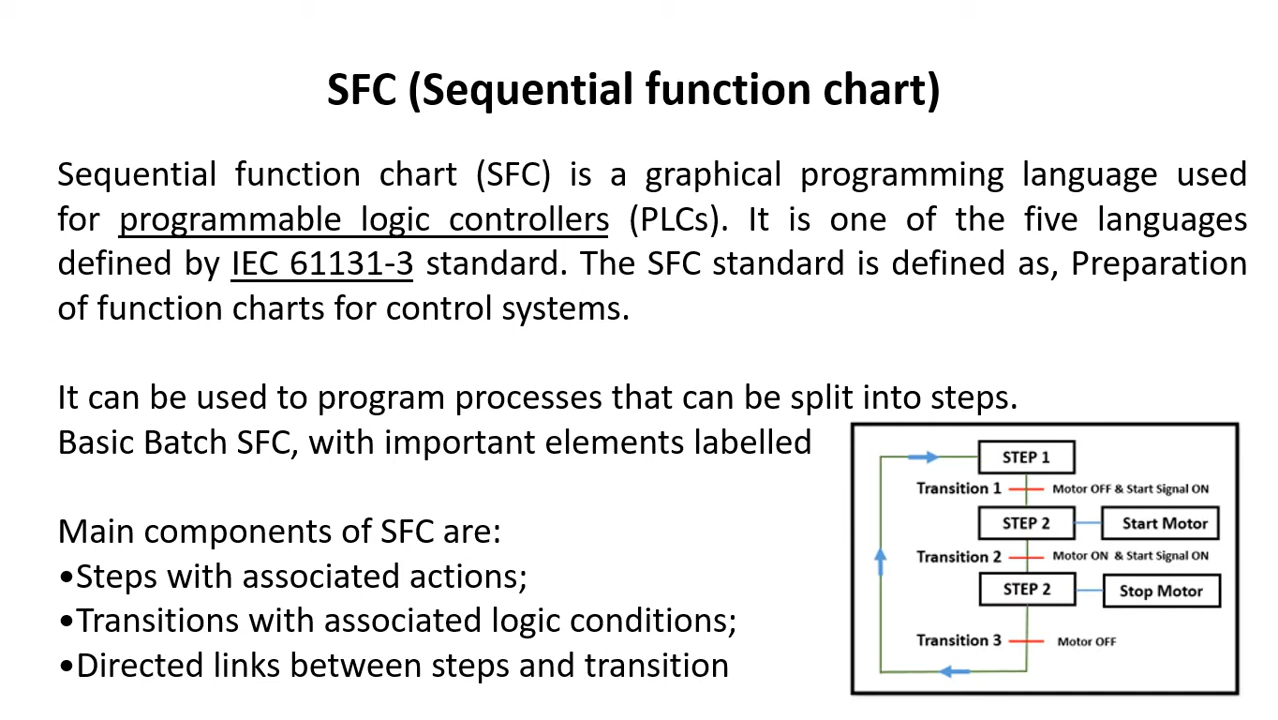 SFC (Sequential function chart)
Sequential function chart (SFC) is a graphical programming language used
for programmable logic controllers (PLCs). It is one of the five languages
defined by IEC 61131-3 standard. The SFC standard is defined as, Preparation
of function charts for control systems.
It can be used to program processes that can be split into steps.
Basic Batch SFC, with important elements labelled
Main components of SFC are:
•Steps with associated actions;
•Transitions with associated logic conditions;
•Directed links between steps and transition
STEP 1
Transition 1 Motor OFF & Start Signal ON
STEP 2 Start Motor
Transition 2 Motor ON & Start Signal ON
STEP 2 Stop Motor
Transition 3 Motor OFF